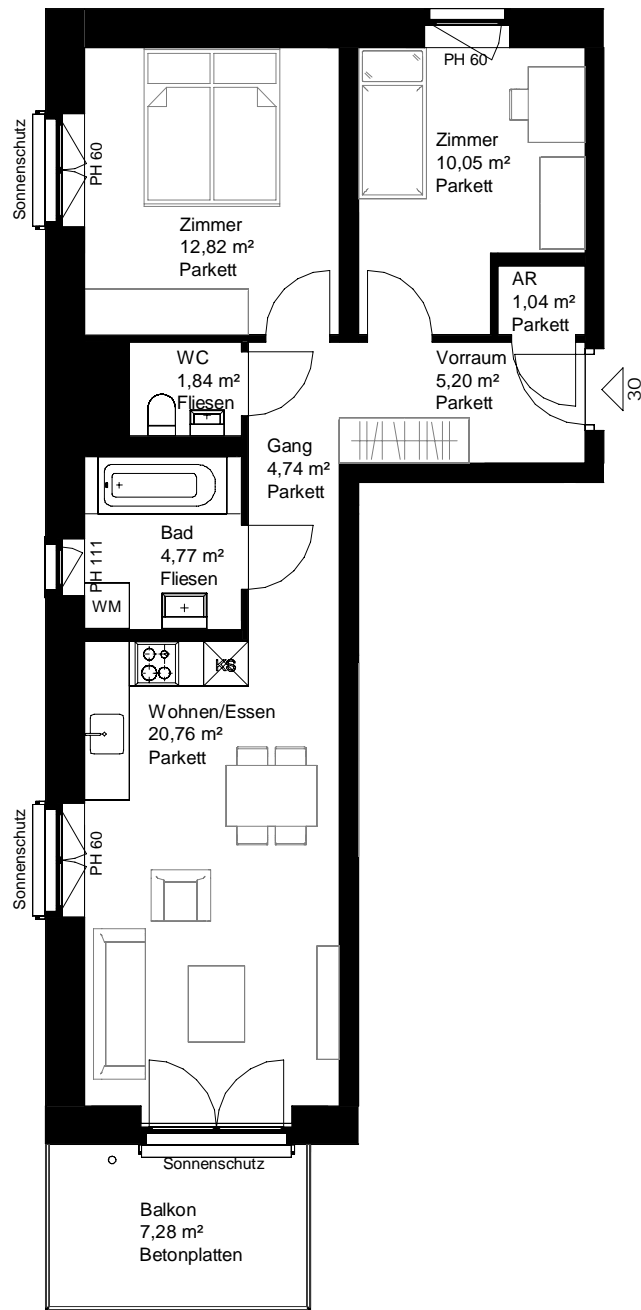 PH 60
Sonnenschutz
PH 60
Zimmer
10,05 m²
Parkett
Zimmer
12,82 m²
Parkett
AR
1,04 m²
Parkett
WC
1,84 m²
Fliesen
Vorraum
5,20 m²
Parkett
30
Gang
4,74 m²
Parkett
Bad
4,77 m²
Fliesen
PH 111
WM
KS
Wohnen/Essen
20,76 m²
Parkett
Sonnenschutz
PH 60
Sonnenschutz
Balkon
7,28 m²
Betonplatten